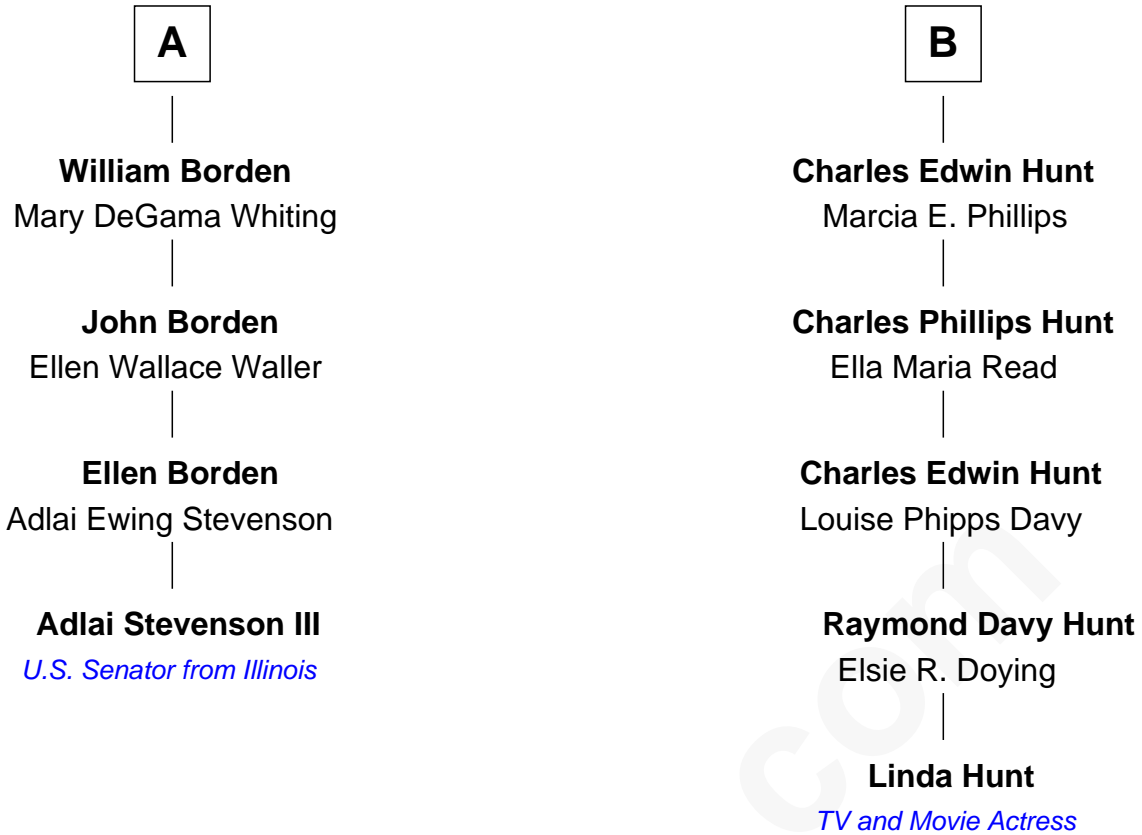 A
William Borden
Mary DeGama Whiting
John Borden
Ellen Wallace Waller
Ellen Borden
Adlai Ewing Stevenson
Adlai Stevenson III
U.S. Senator from Illinois
B
Charles Edwin Hunt
Marcia E. Phillips
Charles Phillips Hunt
Ella Maria Read
Charles Edwin Hunt
Louise Phipps Davy
Raymond Davy Hunt
Elsie R. Doying
Linda Hunt
TV and Movie Actress
com